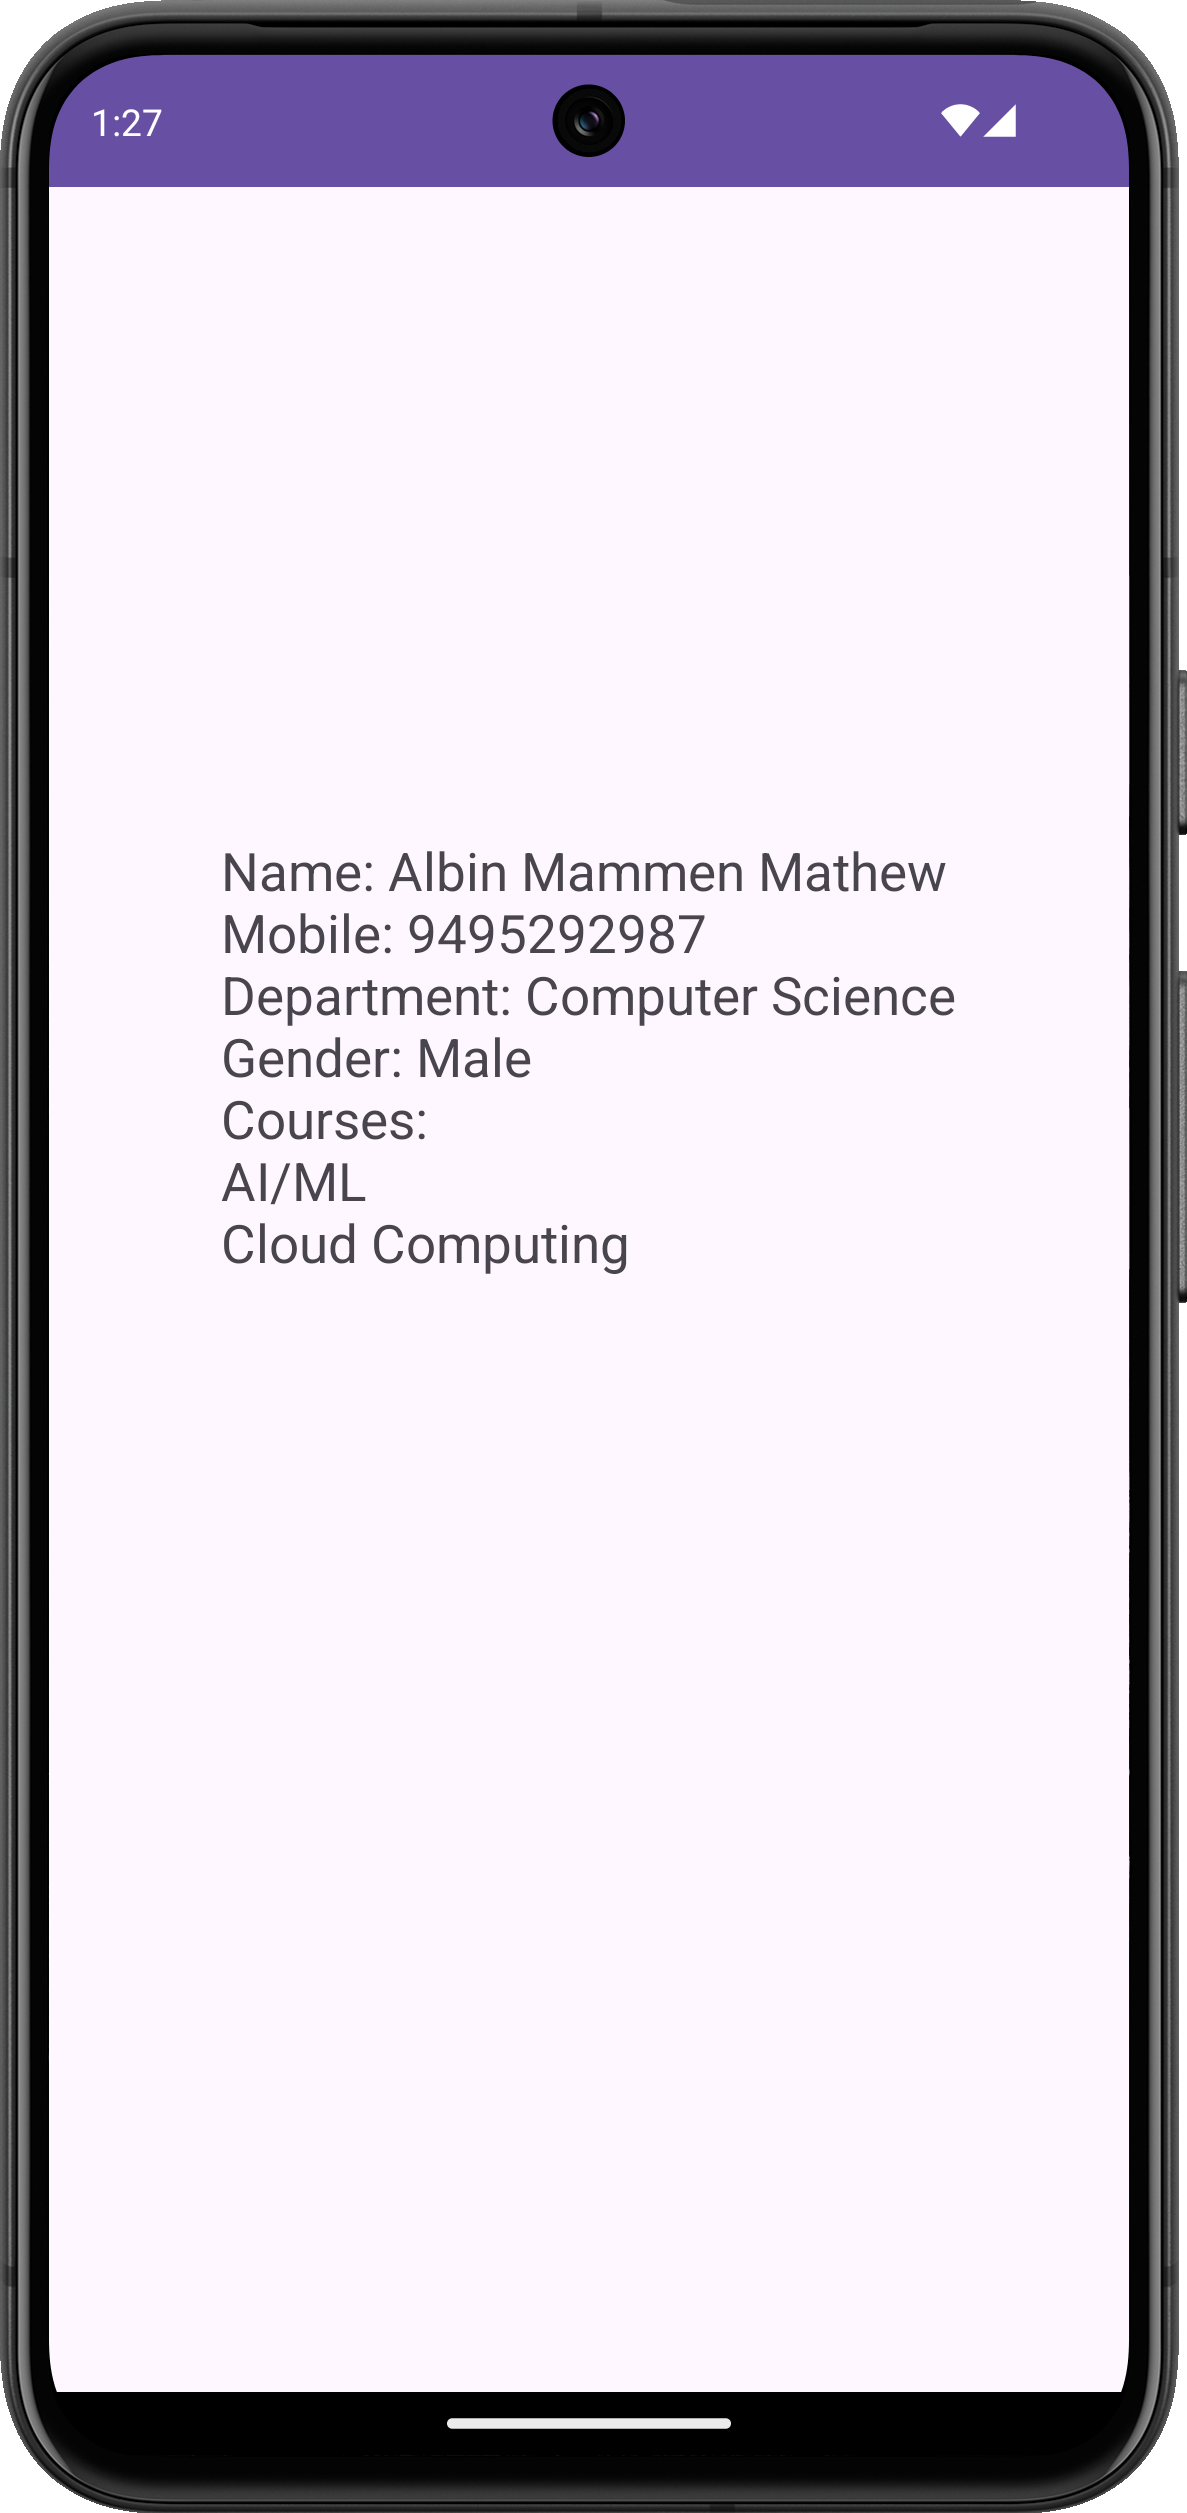 1:27
Name: Albin Mammen Mathew
Mobile: 9495292987
Department: Computer Science
Gender: Male
Courses:
AI/ML
Cloud Computing